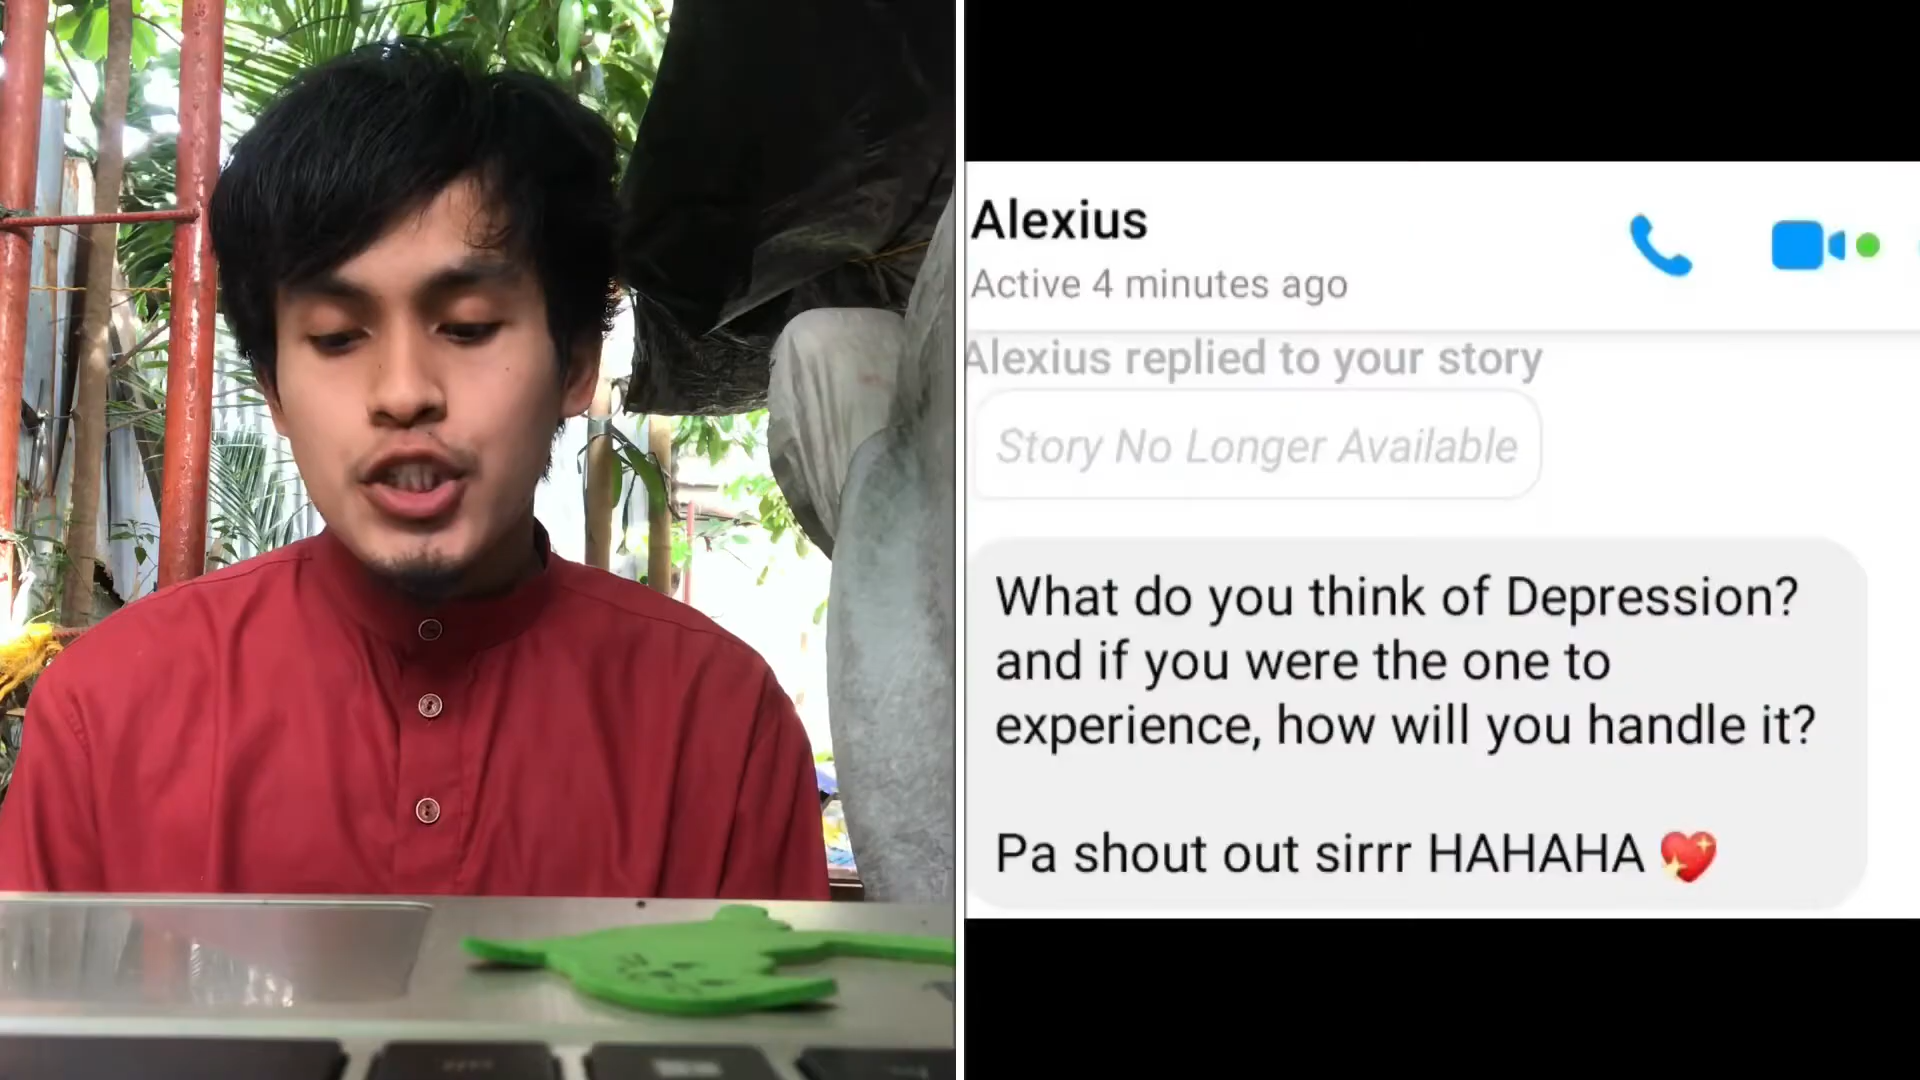 Alexius
Active 4 minutes ago
Alexius replied to your story
Story No Longer Available
What do you think of Depression?
and if you were the one to
experience, how will you handle it?
Pa shout out sirrr HAHAHA 💖